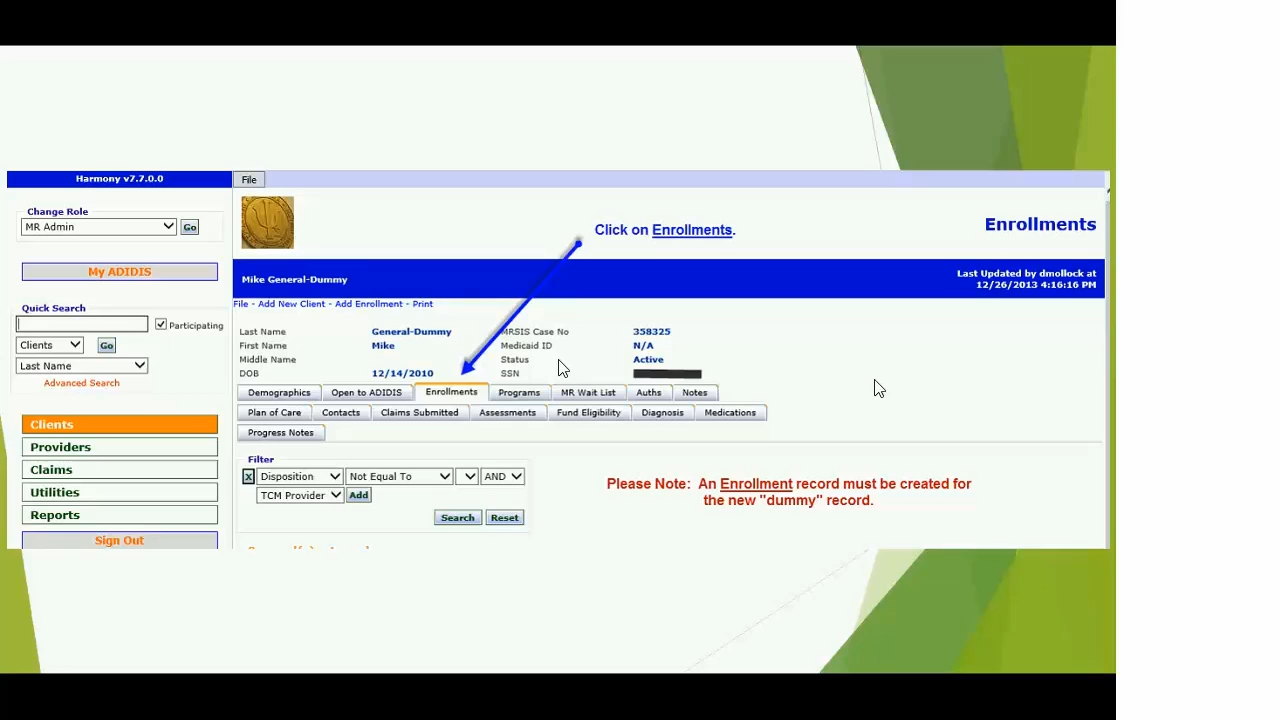 Harmony v7.7.0.0
File
Change Role
MR Admin
Go
My ADIDIS
Quick Search
Participating
Clients
Go
Last Name
Advanced Search
Clients
Providers
Claims
Utilities
Reports
Sign Out
Click on Enrollments.
Enrollments
Mike General-Dummy
Last Updated by dmollock at
12/26/2013 4:16:16 PM
File - Add New Client - Add Enrollment - Print
Last Name General-Dummy MRSIS Case No 358325
First Name Mike Medicaid ID N/A
Middle Name Status Active
DOB 12/14/2010 SSN
Demographics Open to ADIDIS Enrollments Programs MR Wait List Auths Notes
Plan of Care Contacts Claims Submitted Assessments Fund Eligibility Diagnosis Medications
Progress Notes
Filter
X Disposition Not Equal To AND
TCM Provider Add
Search Reset
Please Note: An Enrollment record must be created for
the new "dummy" record.